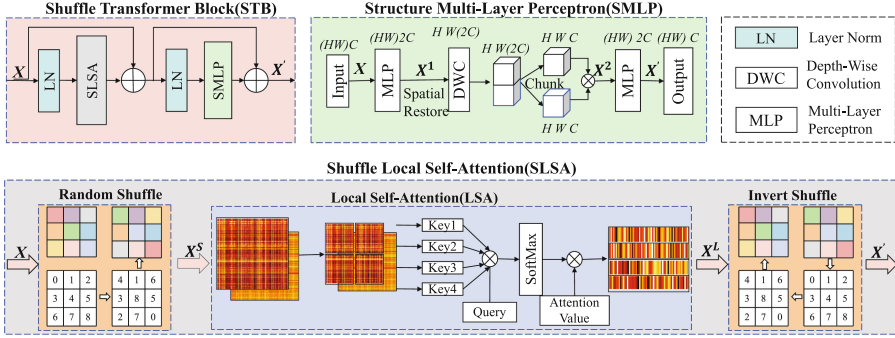 Shuffle Transformer Block(STB)
X
LN
SLSA
LN
SMLP
X'
Structure Multi-Layer Perceptron(SMLP)
(HW)C
Input
X
(HW)2C
MLP
X¹
Spatial
Restore
HW(2C)
DWC
HW(2C)
HWC
Chunk
HWC
X²
(HW)2C
MLP
X'
(HW)C
Output
LN
Layer Norm
DWC
Depth-Wise
Convolution
MLP
Multi-Layer
Perceptron
Shuffle Local Self-Attention(SLSA)
Random Shuffle
X
0 1 2
3 4 5
6 7 8
4 1 6
3 8 5
2 7 0
X^S
Local Self-Attention(LSA)
Key1
Key2
Key3
Key4
Query
SoftMax
Attention
Value
X^L
Invert Shuffle
4 1 6
3 8 5
2 7 0
0 1 2
3 4 5
6 7 8
X'